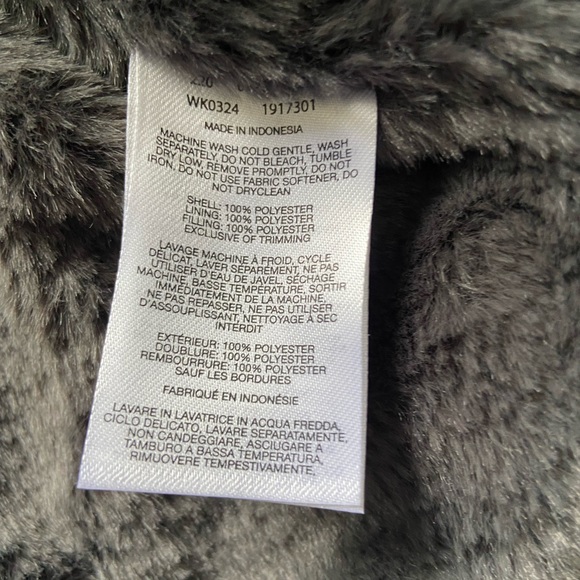 WK0324 1917301
MADE IN INDONESIA
MACHINE WASH COLD GENTLE, WASH
SEPARATELY, DO NOT BLEACH, TUMBLE
DRY LOW, REMOVE PROMPTLY, DO NOT
IRON, DO NOT USE FABRIC SOFTENER, DO
NOT DRYCLEAN
SHELL: 100% POLYESTER
LINING: 100% POLYESTER
FILLING: 100% POLYESTER
EXCLUSIVE OF TRIMMING
LAVAGE MACHINE À FROID, CYCLE
DÉLICAT, LAVER SÉPARÉMENT, NE PAS
UTILISER D'EAU DE JAVEL, SÉCHAGE
MACHINE, BASSE TEMPÉRATURE, SORTIR
IMMÉDIATEMENT DE LA MACHINE,
NE PAS REPASSER, NE PAS UTILISER
D'ASSOUPLISSANT, NETTOYAGE À SEC
INTERDIT
EXTÉRIEUR: 100% POLYESTER
DOUBLURE: 100% POLYESTER
REMBOURRURE: 100% POLYESTER
SAUF LES BORDURES
FABRIQUÉ EN INDONÉSIE
LAVARE IN LAVATRICE IN ACQUA FREDDA,
CICLO DELICATO, LAVARE SEPARATAMENTE,
NON CANDEGGIARE, ASCIUGARE A
TAMBURO A BASSA TEMPERATURA,
RIMUOVERE TEMPESTIVAMENTE,